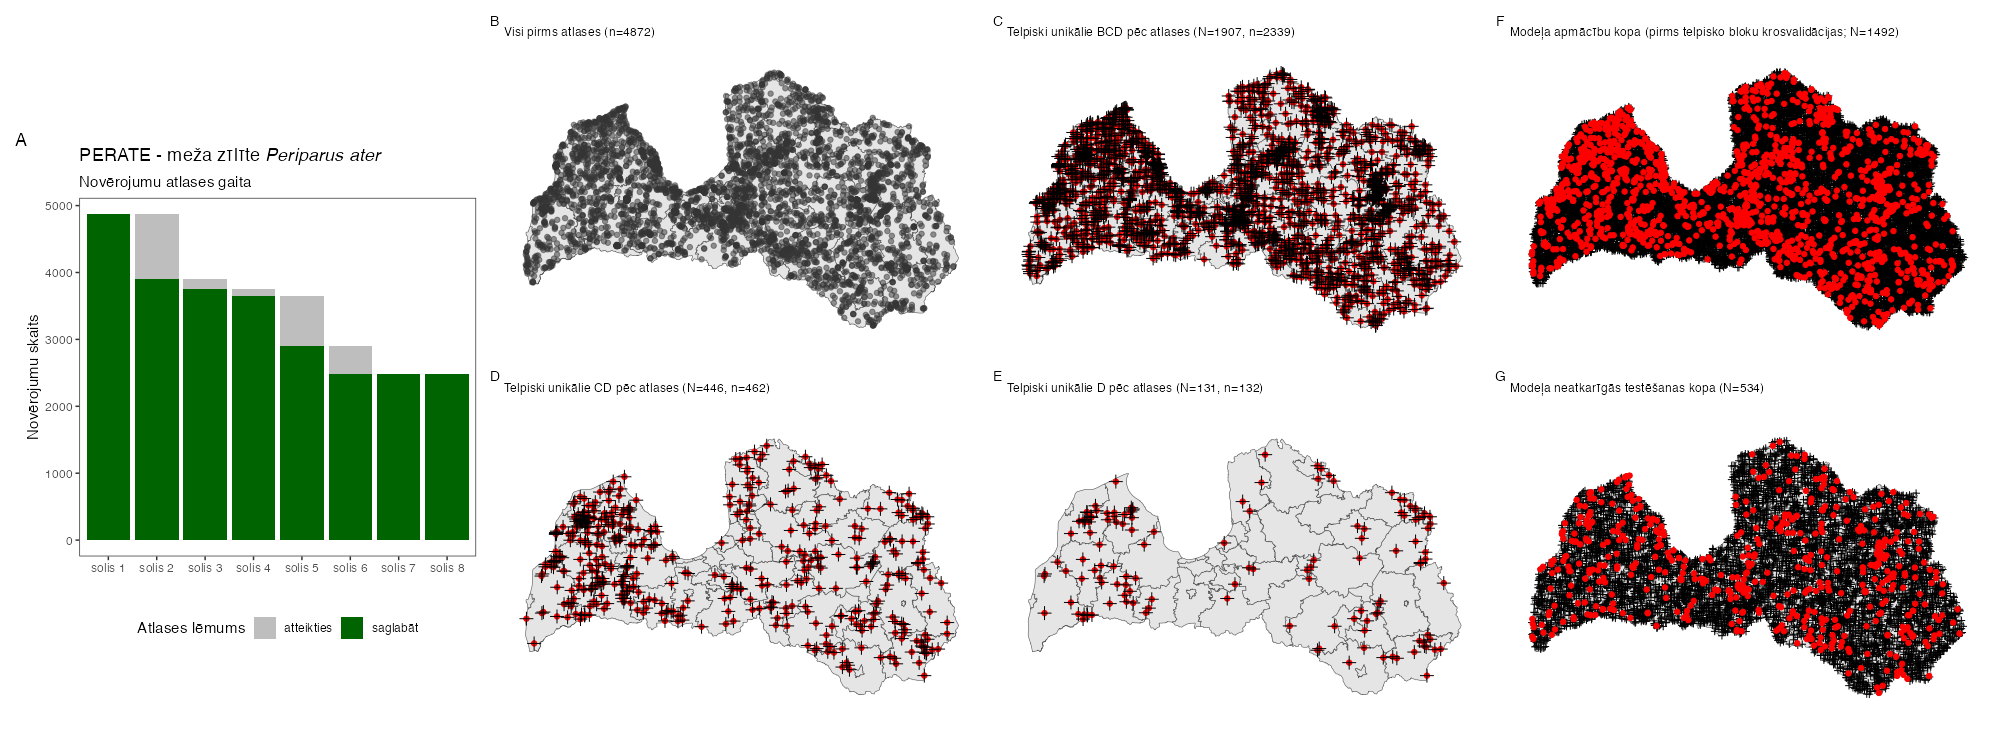 A
PERATE - meža zīlīte Periparus ater
Novērojumu atlases gaita
Novērojumu skaits
5000
4000
3000
2000
1000
0
solis 1 solis 2 solis 3 solis 4 solis 5 solis 6 solis 7 solis 8
Atlases lēmums atteikties saglabāt
B
Visi pirms atlases (n=4872)
C
Telpiski unikālie BCD pēc atlases (N=1907, n=2339)
F
Modeļa apmācību kopa (pirms telpisko bloku krosvalidācijas; N=1492)
D
Telpiski unikālie CD pēc atlases (N=446, n=462)
E
Telpiski unikālie D pēc atlases (N=131, n=132)
G
Modeļa neatkarīgās testēšanas kopa (N=534)